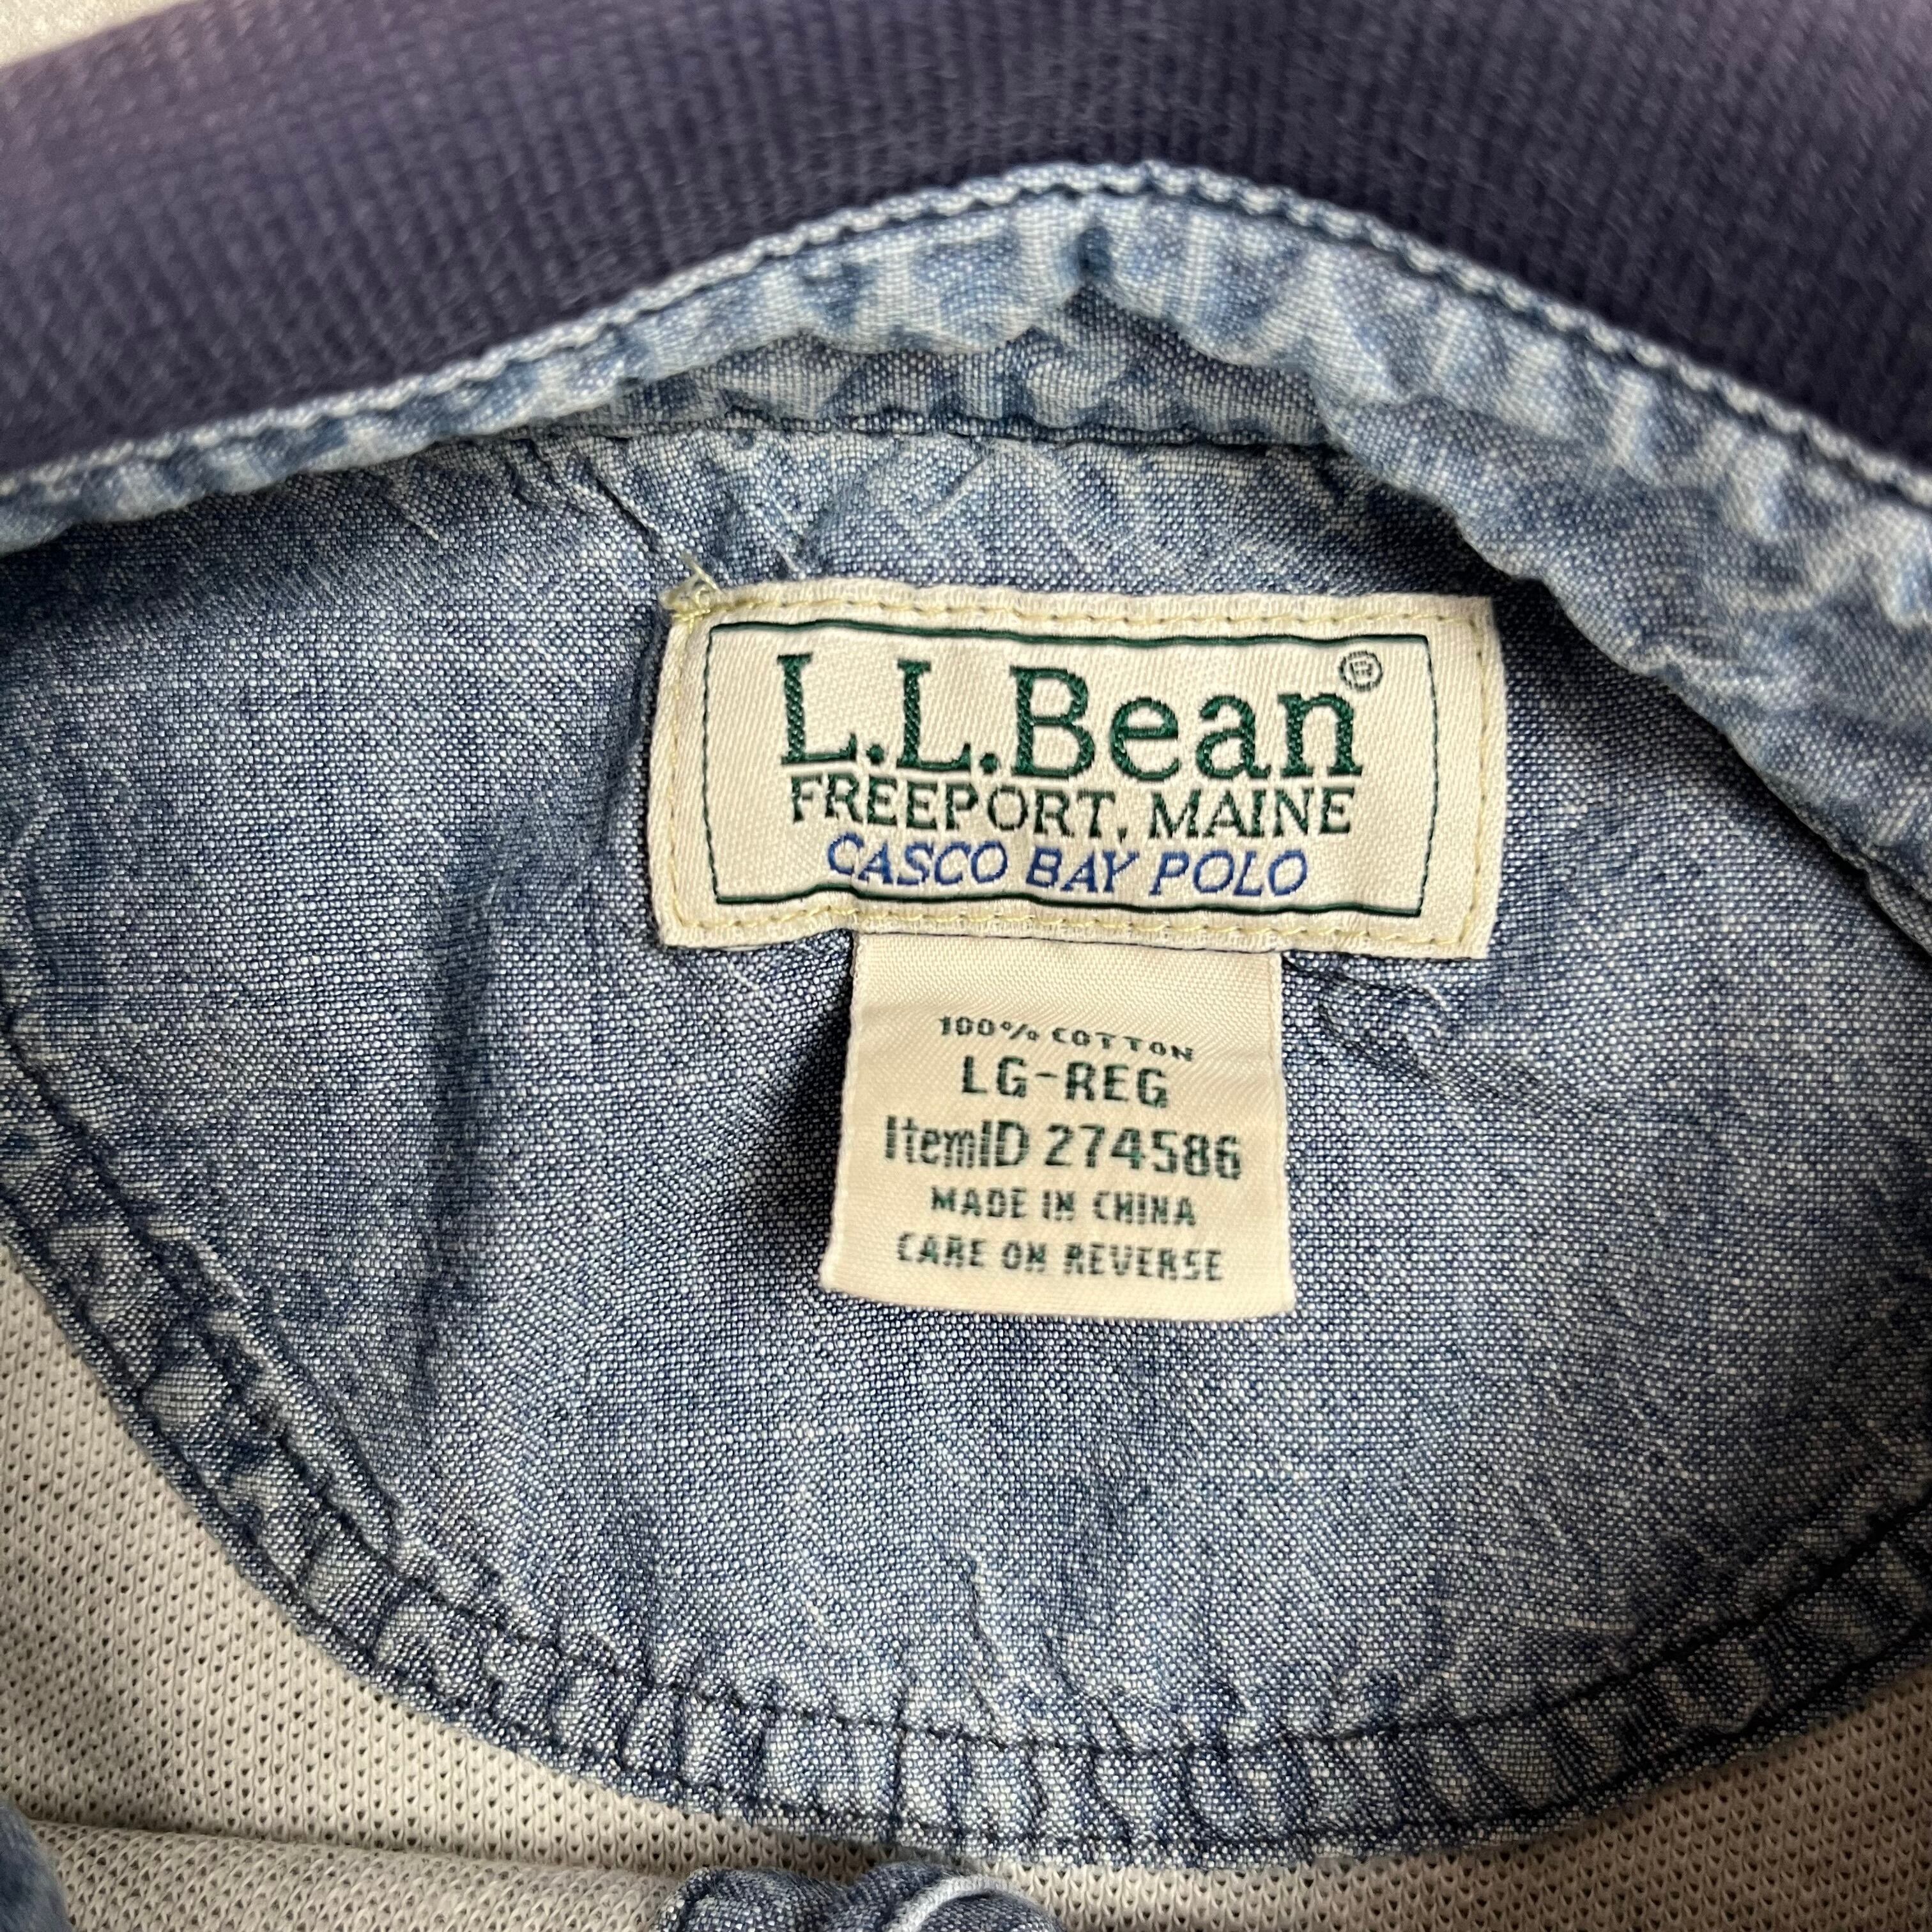 L.L.Bean®
FREEPORT, MAINE
CASCO BAY POLO
100% COTTON
LG-REG
ItemID 274586
MADE IN CHINA
CARE ON REVERSE